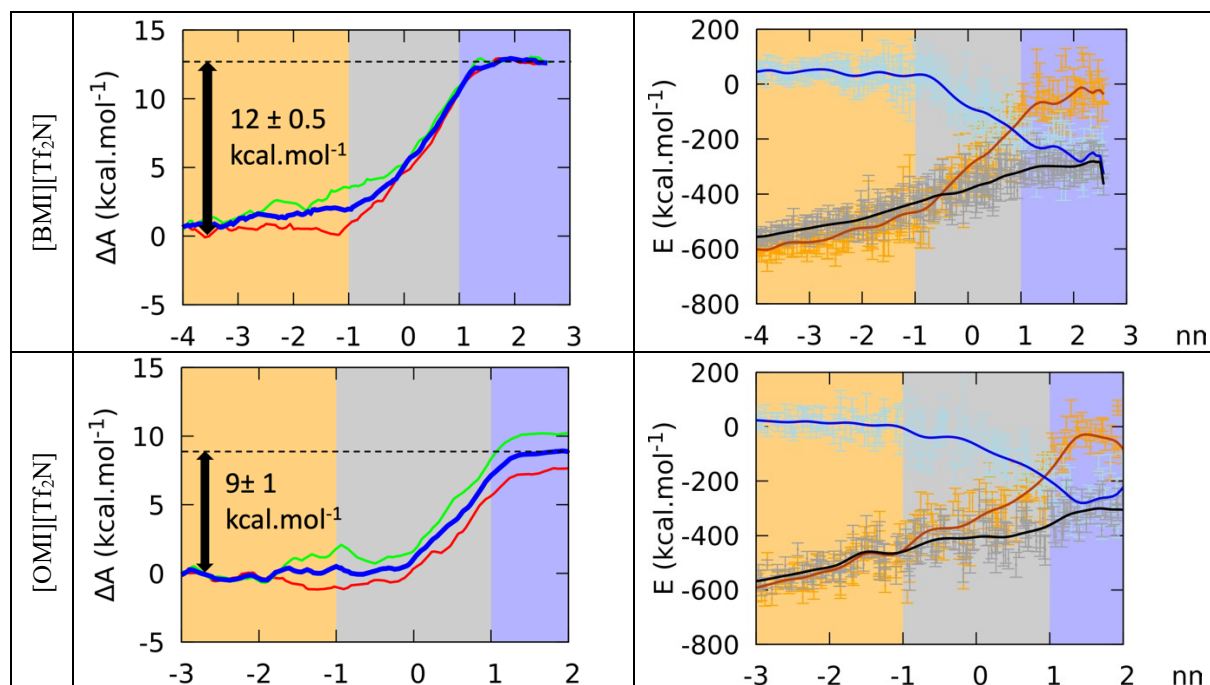 [BMI][Tf₂N]
ΔA (kcal.mol⁻¹)
15
10
5
0
-5
12 ± 0.5
kcal.mol⁻¹
-4 -3 -2 -1 0 1 2 3
E (kcal.mol⁻¹)
200
0
-200
-400
-600
-800
-4 -3 -2 -1 0 1 2 3 nn
[OMI][Tf₂N]
ΔA (kcal.mol⁻¹)
15
10
5
0
-5
9± 1
kcal.mol⁻¹
-3 -2 -1 0 1 2
E (kcal.mol⁻¹)
200
0
-200
-400
-600
-800
-3 -2 -1 0 1 2 nn